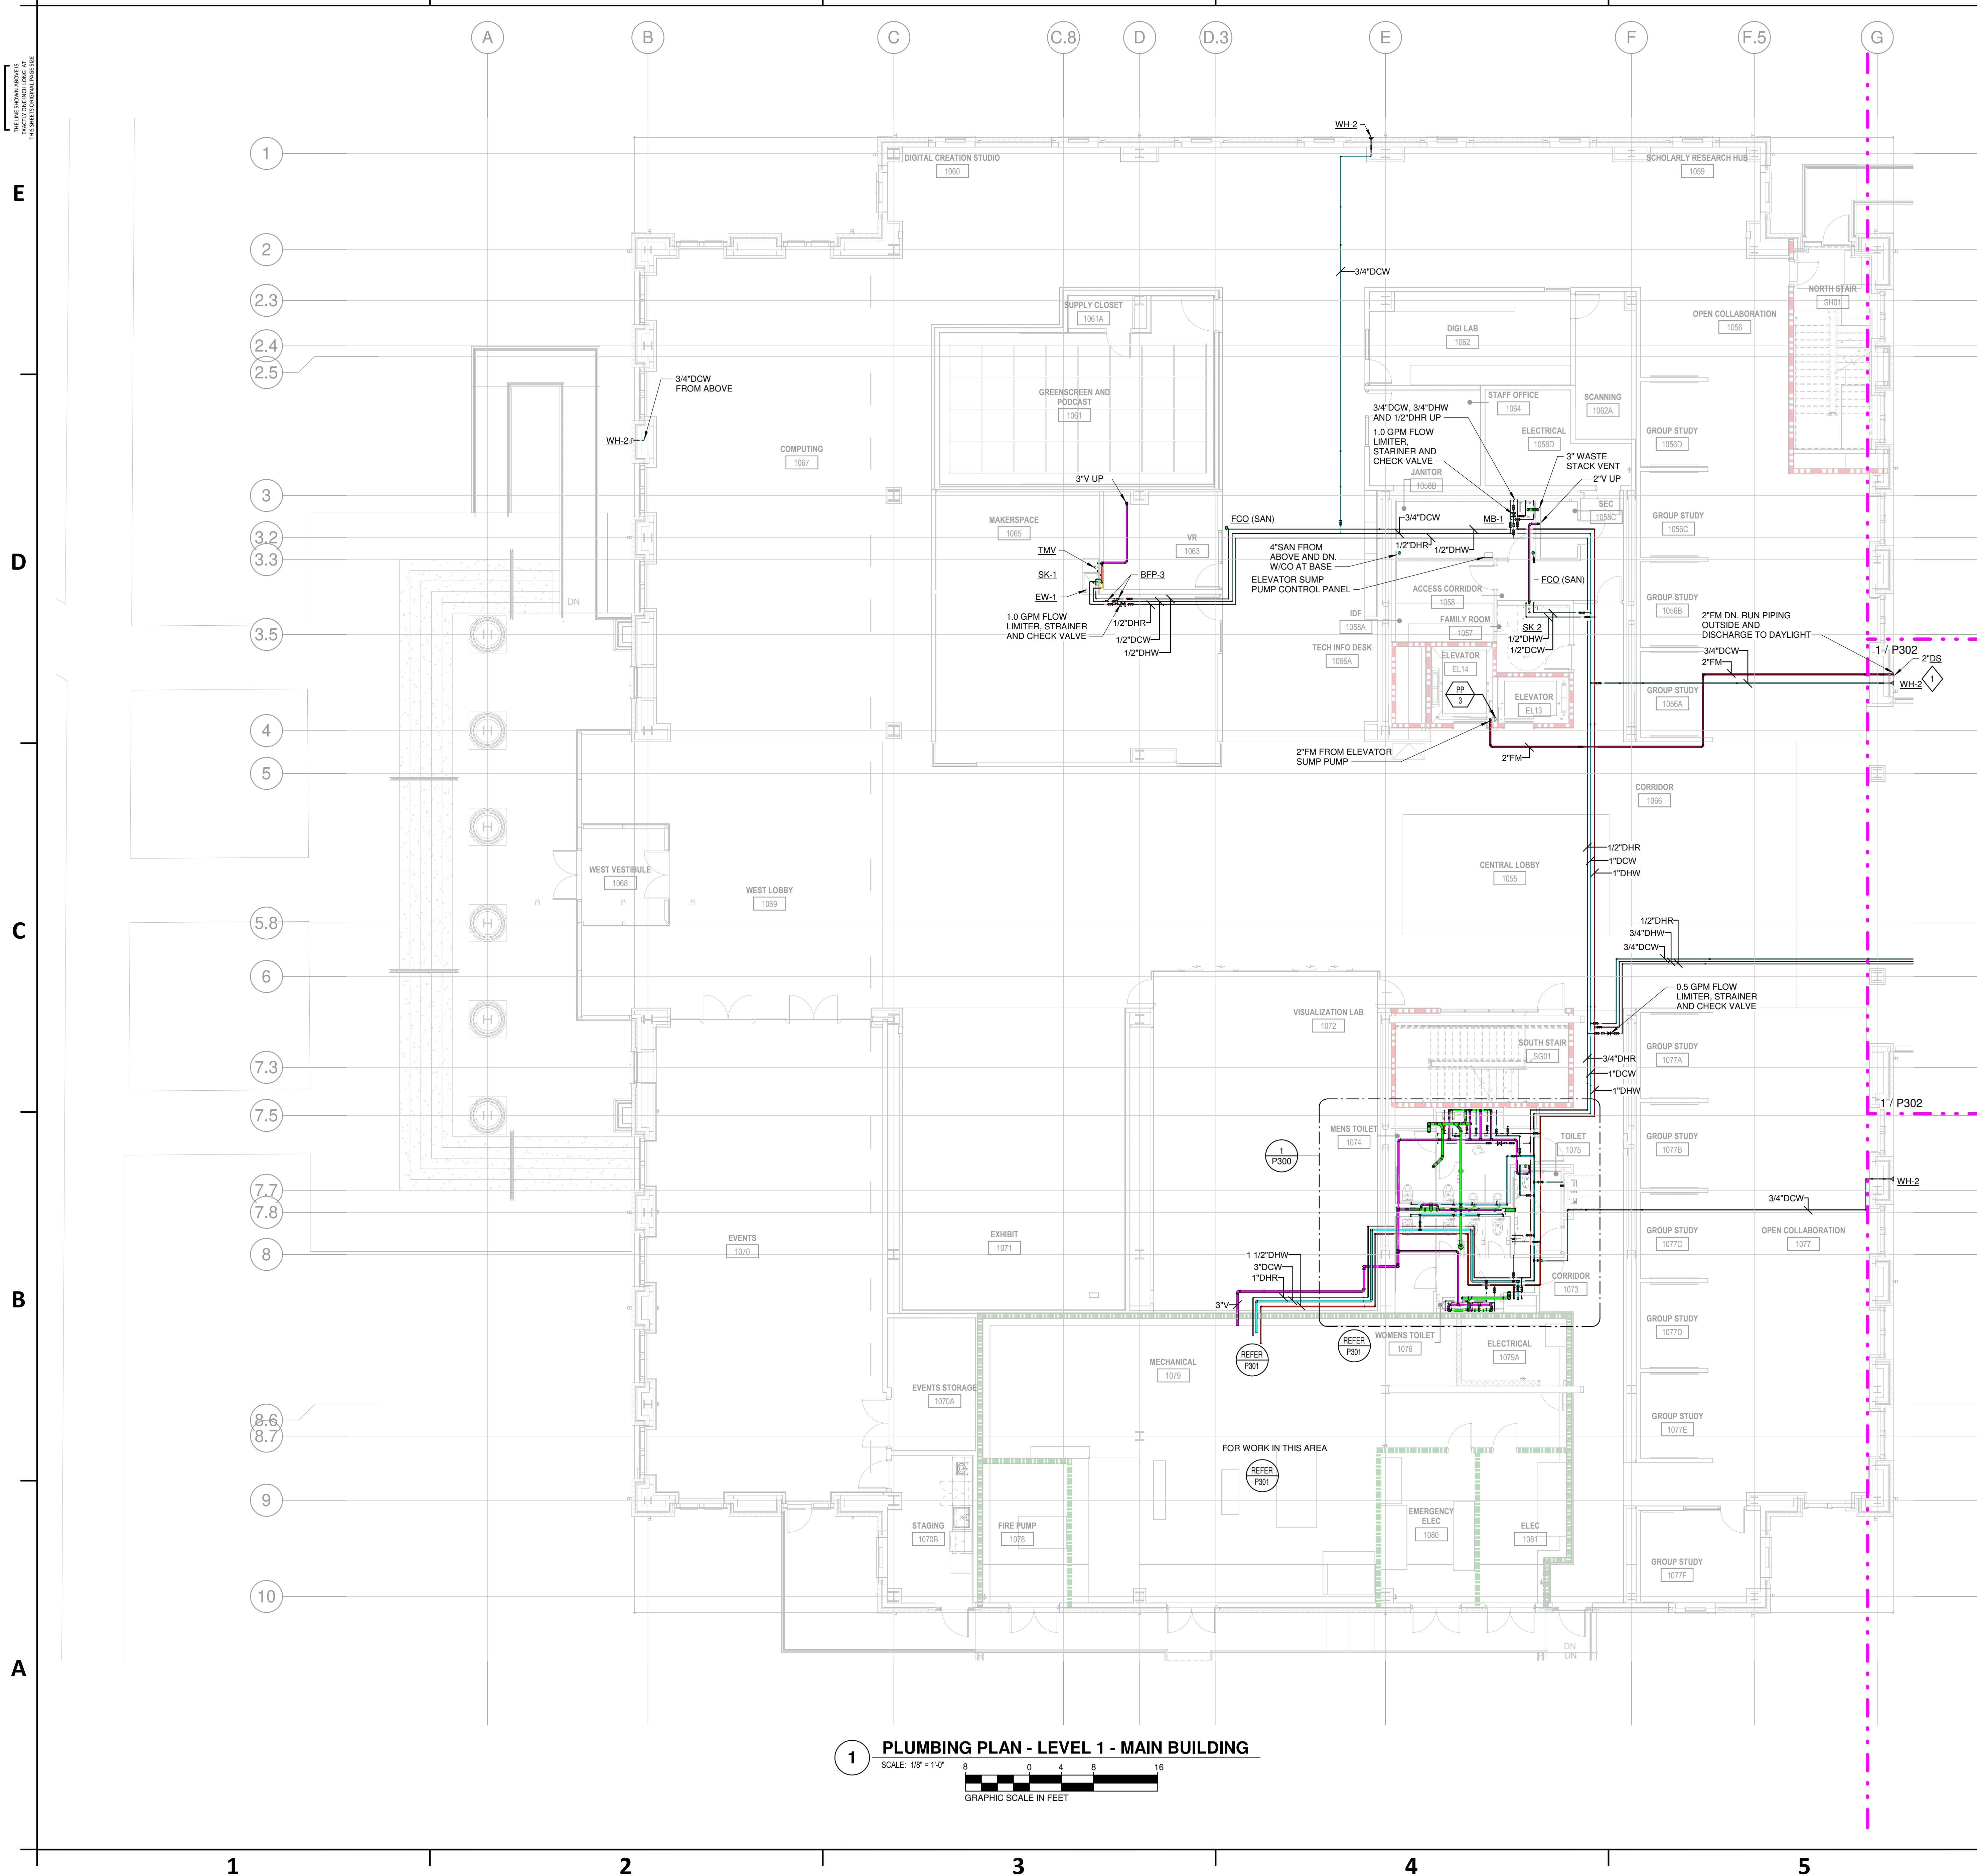 THE LINE SHOWN ABOVE IS
EXACTLY ONE INCH LONG AT
THIS SHEETS ORIGINAL PAGE SIZE
A
B
C
C.8
D
D.3
E
F
F.5
G
1
2
2.3
2.4
2.5
3
3.2
3.3
3.5
4
5
5.8
6
7.3
7.5
7.7
7.8
8
8.6
8.7
9
10
E
D
C
B
A
WH-2
DIGITAL CREATION STUDIO
1060
SCHOLARLY RESEARCH HUB
1059
3/4"DCW
NORTH STAIR
SH01
SUPPLY CLOSET
1061A
OPEN COLLABORATION
1056
DIGI LAB
1062
3/4"DCW
FROM ABOVE
WH-2
GREENSCREEN AND
PODCAST
1061
STAFF OFFICE
1064
SCANNING
1062A
3/4"DCW, 3/4"DHW
AND 1/2"DHR UP
1.0 GPM FLOW
LIMITER,
STARINER AND
CHECK VALVE
ELECTRICAL
1058D
GROUP STUDY
1056D
COMPUTING
1067
3" WASTE
STACK VENT
2"V UP
JANITOR
1058B
3"V UP
SEC
1058C
MAKERSPACE
1065
FCO (SAN)
3/4"DCW
MB-1
GROUP STUDY
1056C
VR
1063
1/2"DHR
1/2"DHW
4"SAN FROM
ABOVE AND DN.
W/CO AT BASE
TMV
SK-1
BFP-3
EW-1
ELEVATOR SUMP
PUMP CONTROL PANEL
FCO (SAN)
ACCESS CORRIDOR
1058
GROUP STUDY
1056B
DN
1.0 GPM FLOW
LIMITER, STRAINER
AND CHECK VALVE
1/2"DHR
1/2"DCW
1/2"DHW
IDF
1058A
FAMILY ROOM
1057
SK-2
1/2"DHW
1/2"DCW
2"FM DN. RUN PIPING
OUTSIDE AND
DISCHARGE TO DAYLIGHT
TECH INFO DESK
1066A
ELEVATOR
EL14
3/4"DCW
2"FM
1 / P302
2"DS
WH-2
1
PP
3
ELEVATOR
EL13
GROUP STUDY
1056A
2"FM FROM ELEVATOR
SUMP PUMP
2"FM
CORRIDOR
1066
WEST VESTIBULE
1068
WEST LOBBY
1069
CENTRAL LOBBY
1055
1/2"DHR
1"DCW
1"DHW
1/2"DHR
3/4"DHW
3/4"DCW
0.5 GPM FLOW
LIMITER, STRAINER
AND CHECK VALVE
VISUALIZATION LAB
1072
SOUTH STAIR
SG01
GROUP STUDY
1077A
3/4"DHR
1"DCW
1"DHW
1 / P302
MENS TOILET
1074
TOILET
1075
GROUP STUDY
1077B
1
P300
WH-2
3/4"DCW
EVENTS
1070
EXHIBIT
1071
GROUP STUDY
1077C
OPEN COLLABORATION
1077
1 1/2"DHW
3"DCW
1"DHR
3"V
CORRIDOR
1073
GROUP STUDY
1077D
REFER
P301
REFER
P301
WOMENS TOILET
1076
ELECTRICAL
1079A
MECHANICAL
1079
EVENTS STORAGE
1070A
GROUP STUDY
1077E
FOR WORK IN THIS AREA
REFER
P301
STAGING
1070B
FIRE PUMP
1078
EMERGENCY
ELEC
1080
ELEC
1081
GROUP STUDY
1077F
DN
DN
1
PLUMBING PLAN - LEVEL 1 - MAIN BUILDING
SCALE: 1/8" = 1'-0"
8 0 4 8 16
GRAPHIC SCALE IN FEET
1 2 3 4 5